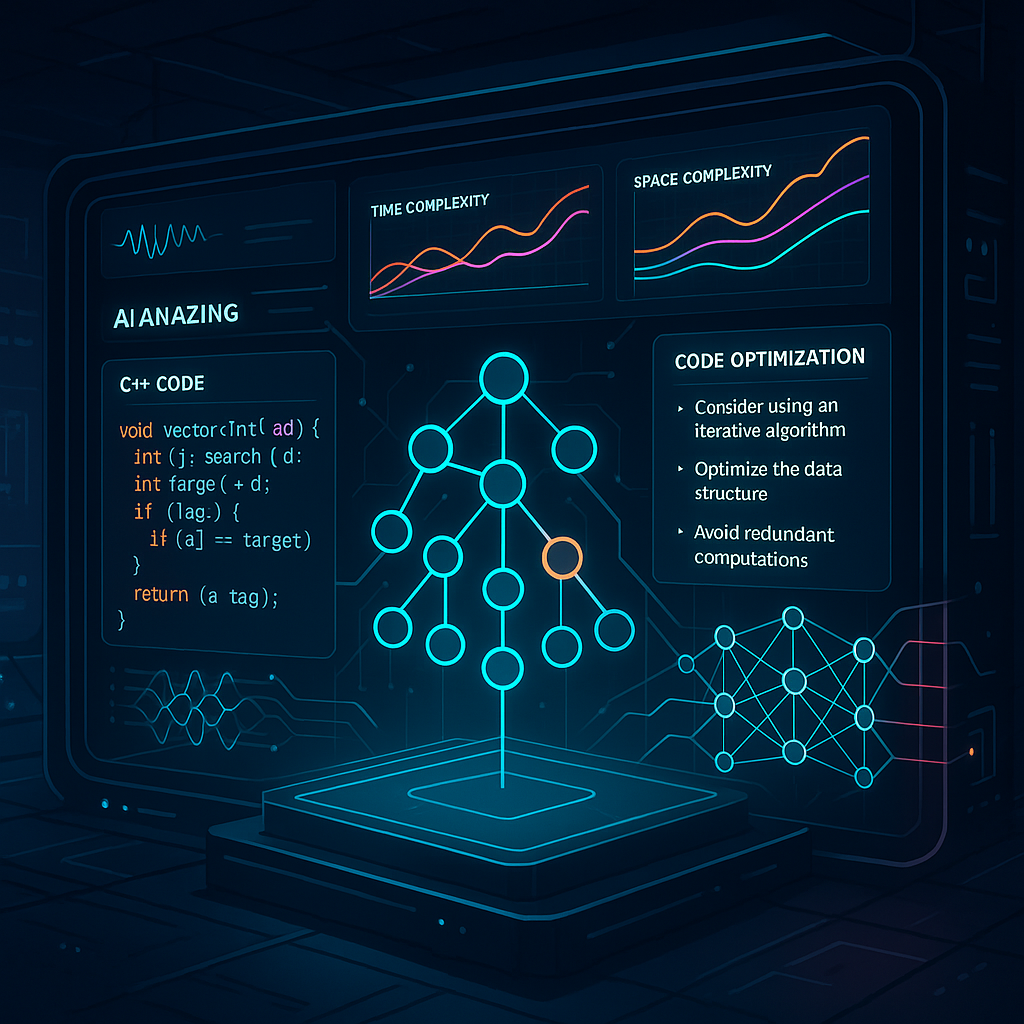 TIME COMPLEXITY
SPACE COMPLEXITY
AI ANAZING
C++ CODE
void vector<Int( ad) {
int (j: search ( d:
int farge ( + d;
if (lag.) {
if (a] == target)
}
return (a tag);
}
CODE OPTIMIZATION
‣ Consider using an
iterative algorithm
‣ Optimize the data
structure
‣ Avoid redundant
computations